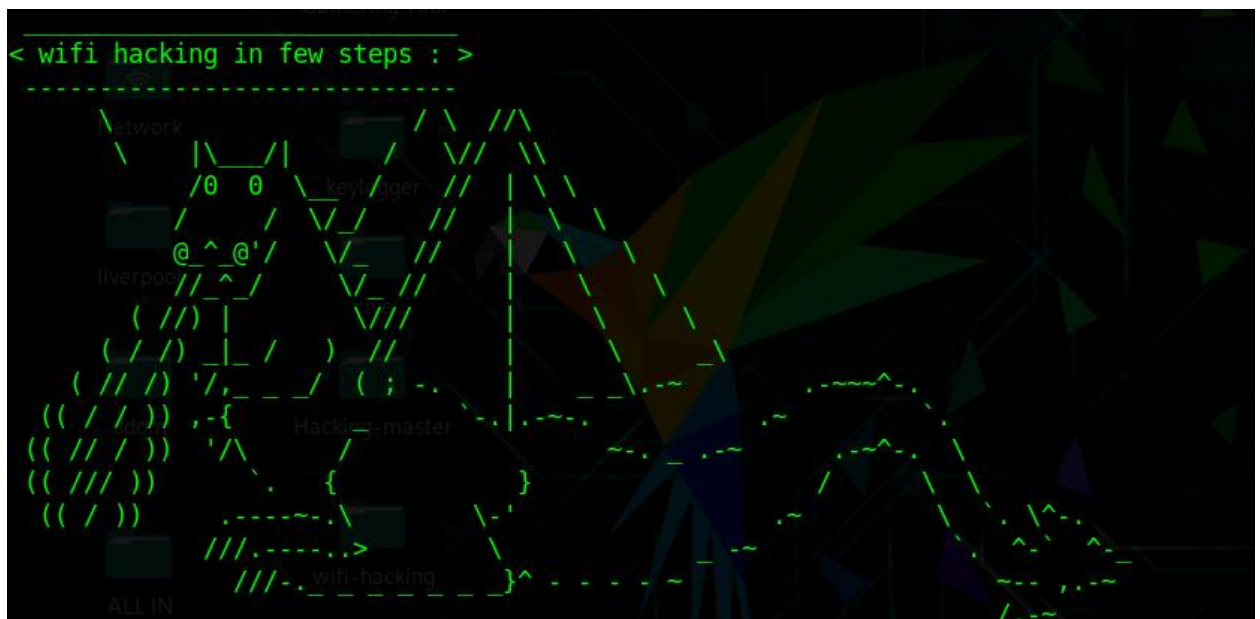 < wifi hacking in few steps : >
Network
keylogger
liverpool
Hacking-master
wifi-hacking
ALL IN